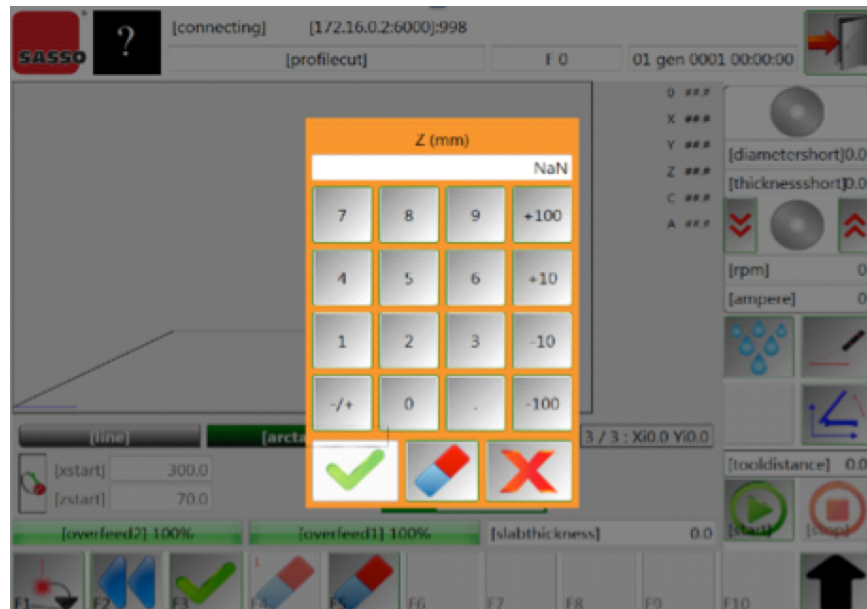 SASSO
?
[connecting] [172.16.0.2:6000]:998
[profilecut] F 0 01 gen 0001 00:00:00
0 ##.#
X ##.#
Y ##.#
Z ##.#
C ##.#
A ##.#
[diametershort]0.0
[thicknessshort]0.0
[rpm] 0
[ampere] 0
Z (mm)
NaN
7 8 9 +100
4 5 6 +10
1 2 3 -10
-/+ 0 . -100
[line] [arcta 3 / 3 : Xi0.0 Yi0.0
[xstart] 300.0
[zstart] 70.0
[tooldistance] 0.0
[start] [stop]
[overfeed2] 100% [overfeed1] 100% [slabthickness] 0.0
F1 F2 F3 F4 F5 F6 F7 F8 F9 F10
1